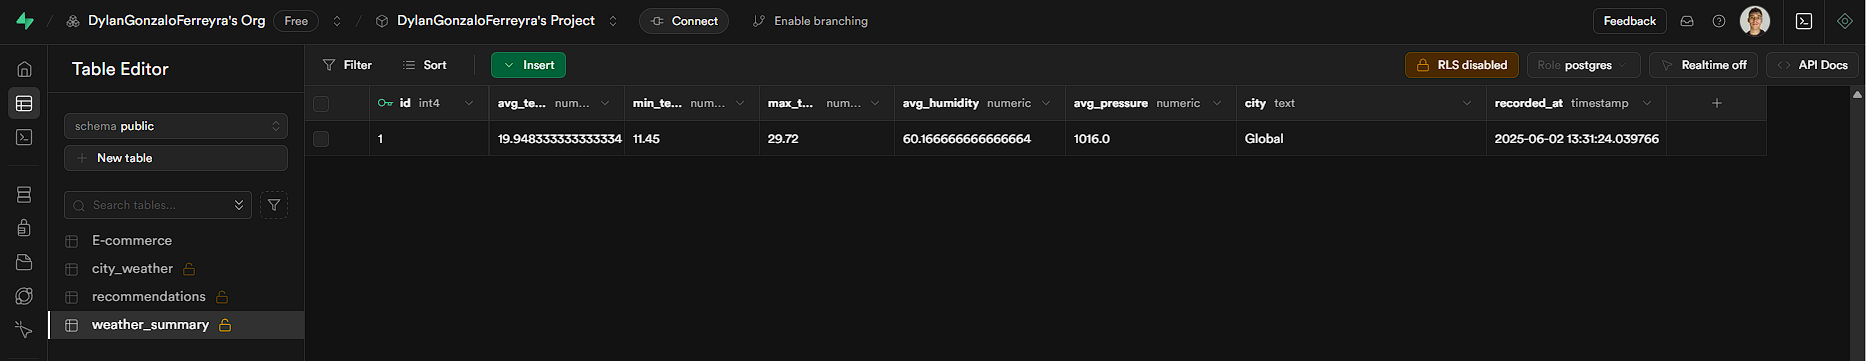 DylanGonzaloFerreyra's Org Free DylanGonzaloFerreyra's Project Connect Enable branching Feedback
Table Editor
Filter Sort Insert RLS disabled Role postgres Realtime off API Docs
id int4 avg_te... num... min_te... num... max_t... num... avg_humidity numeric avg_pressure numeric city text recorded_at timestamp
1 19.948333333333334 11.45 29.72 60.166666666666664 1016.0 Global 2025-06-02 13:31:24.039766
schema public
New table
Search tables...
E-commerce
city_weather
recommendations
weather_summary